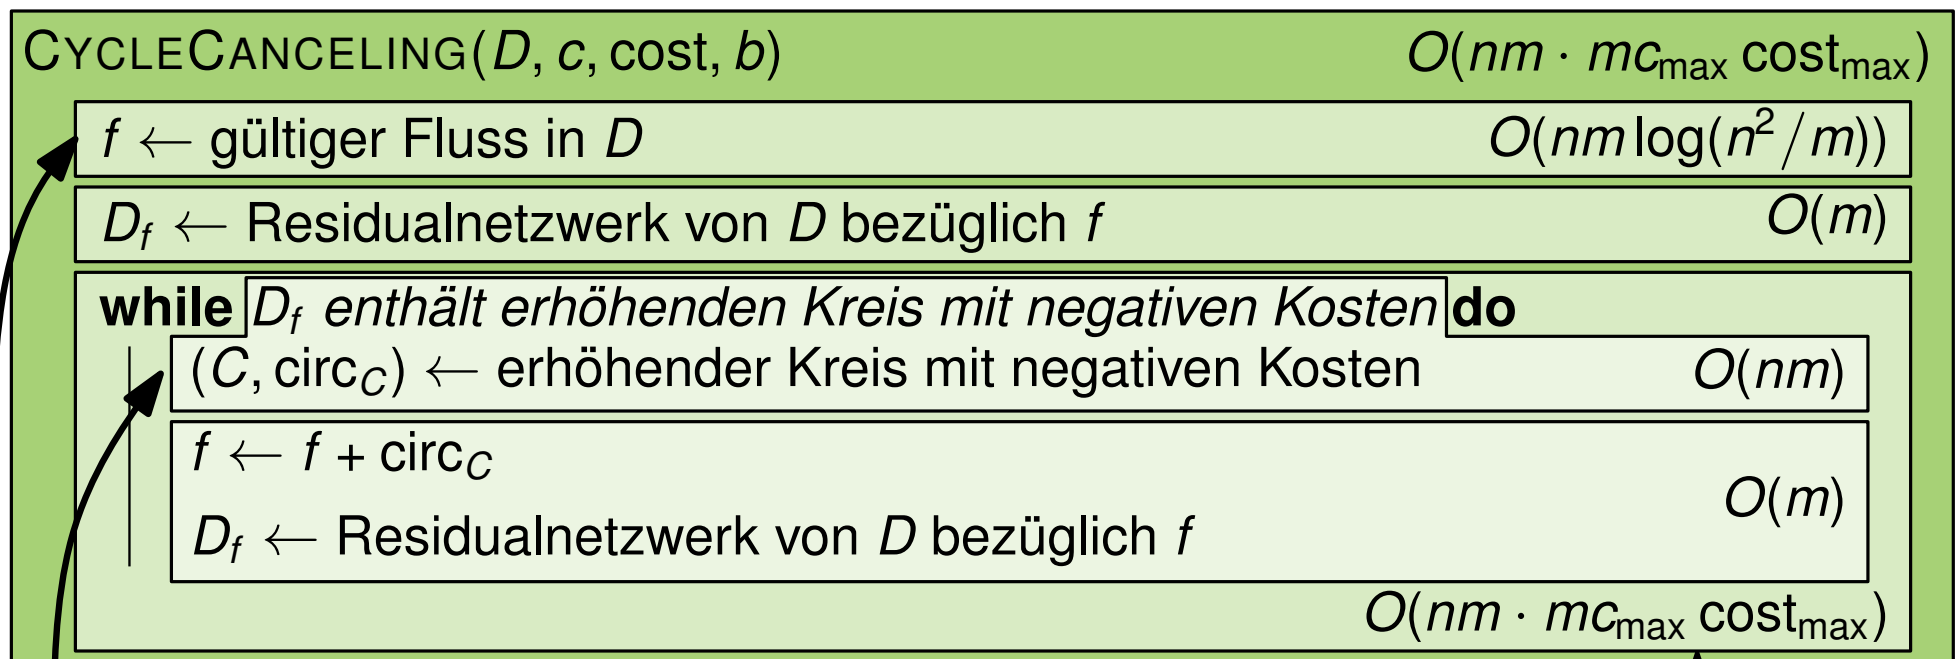 CYCLECANCELING(D, c, cost, b) O(nm · mc_max cost_max)
f ← gültiger Fluss in D O(nm log(n²/m))
D_f ← Residualnetzwerk von D bezüglich f O(m)
while D_f enthält erhöhenden Kreis mit negativen Kosten do
(C, circ_C) ← erhöhender Kreis mit negativen Kosten O(nm)
f ← f + circ_C
O(m)
D_f ← Residualnetzwerk von D bezüglich f
O(nm · mc_max cost_max)